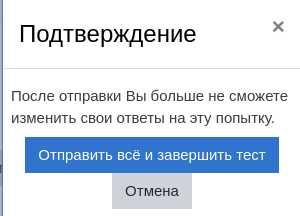 Подтверждение
×
После отправки Вы больше не сможете
изменить свои ответы на эту попытку.
Отправить всё и завершить тест
Отмена